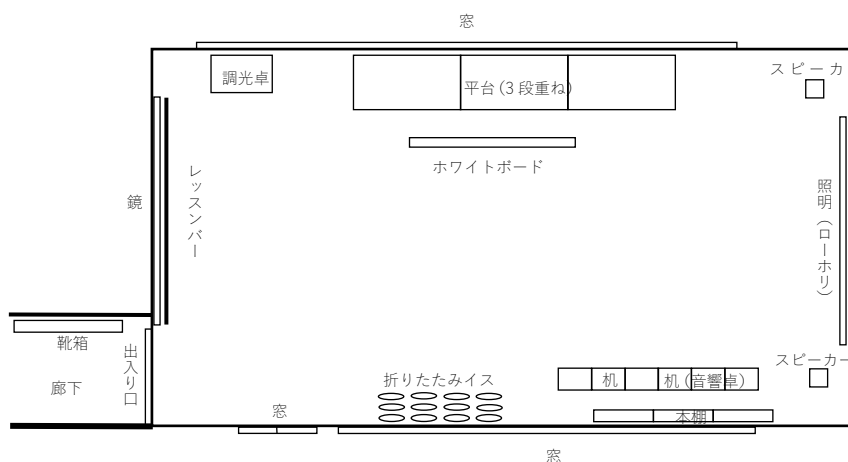 窓
調光卓
平台(3段重ね)
スピーカ
ホワイトボード
鏡
レッスンバー
照明(ローホリ)
靴箱
廊下
出入り口
折りたたみイス
机
机(音響卓)
スピーカー
本棚
窓
窓